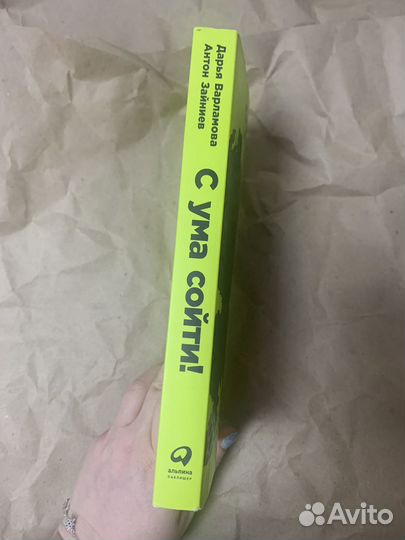 Дарья Варламова
Антон Зайниев
С ума сойти!
альпина
ПАБЛИШЕР
Avito